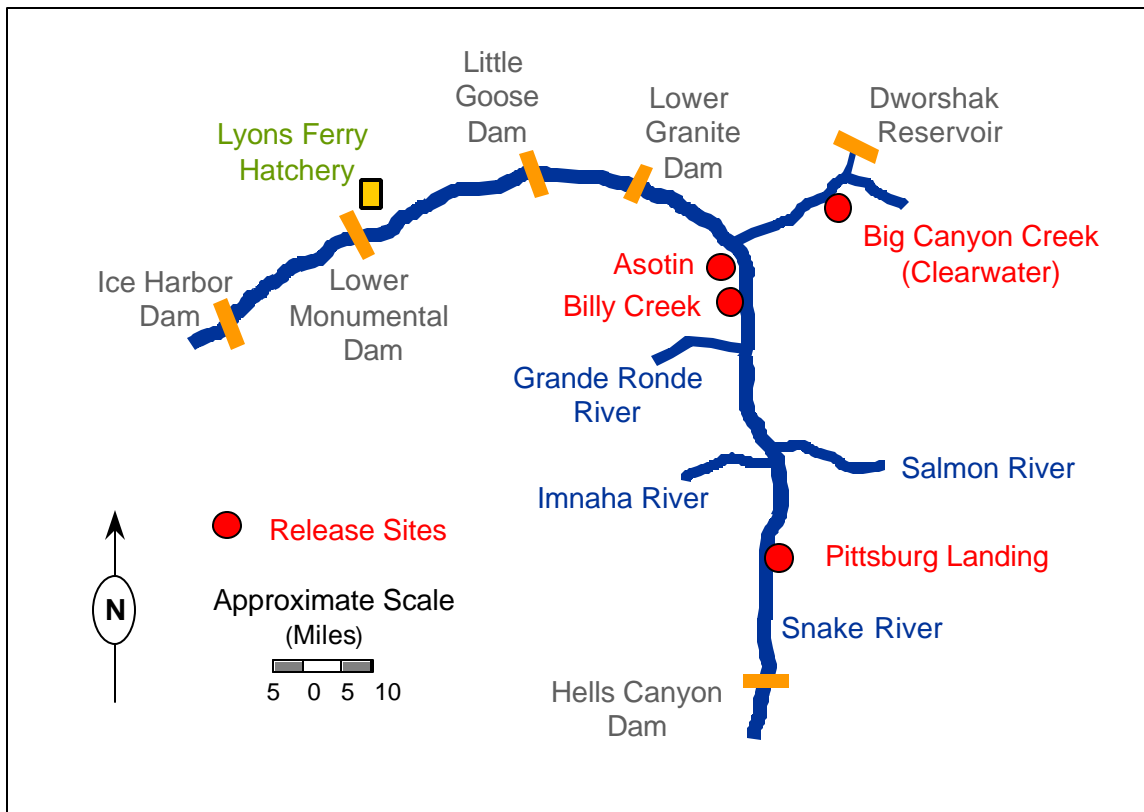 Little
Goose
Dam
Lower
Granite
Dam
Dworshak
Reservoir
Lyons Ferry
Hatchery
Big Canyon Creek
(Clearwater)
Asotin
Billy Creek
Ice Harbor
Dam
Lower
Monumental
Dam
Grande Ronde
River
Salmon River
Imnaha River
Release Sites
Pittsburg Landing
N
Approximate Scale
(Miles)
5 0 5 10
Snake River
Hells Canyon
Dam